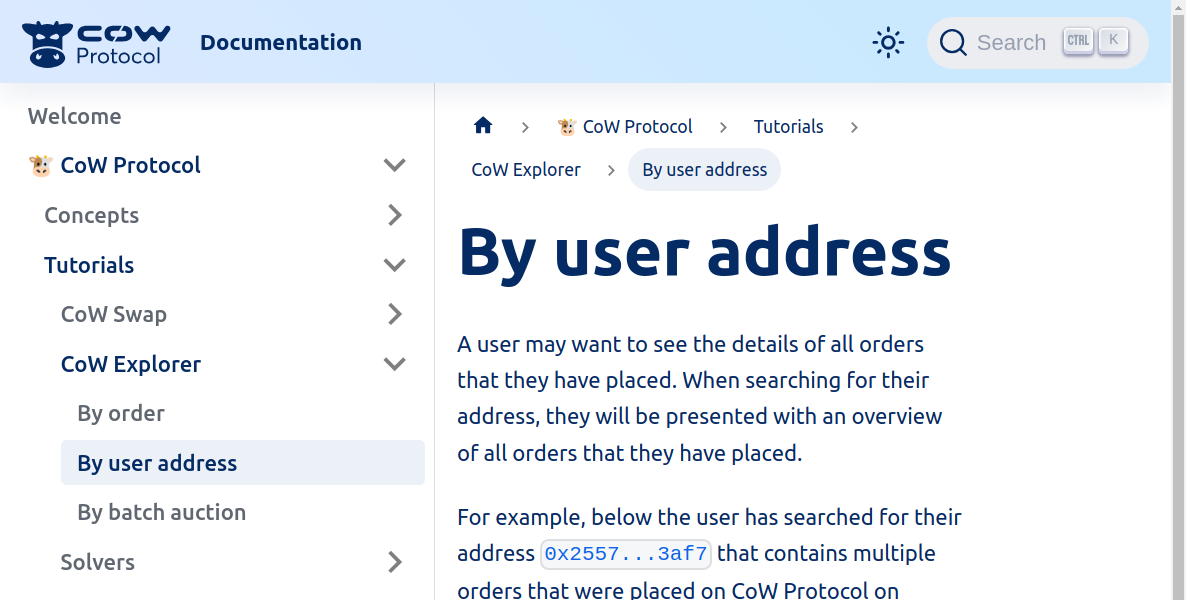 COW
Protocol
Documentation
Search
CTRL
K
Welcome
CoW Protocol
Concepts
Tutorials
CoW Swap
CoW Explorer
By order
By user address
By batch auction
Solvers
CoW Protocol
Tutorials
CoW Explorer
By user address
By user address
A user may want to see the details of all orders
that they have placed. When searching for their
address, they will be presented with an overview
of all orders that they have placed.
For example, below the user has searched for their
address 0x2557...3af7 that contains multiple
orders that were placed on CoW Protocol on